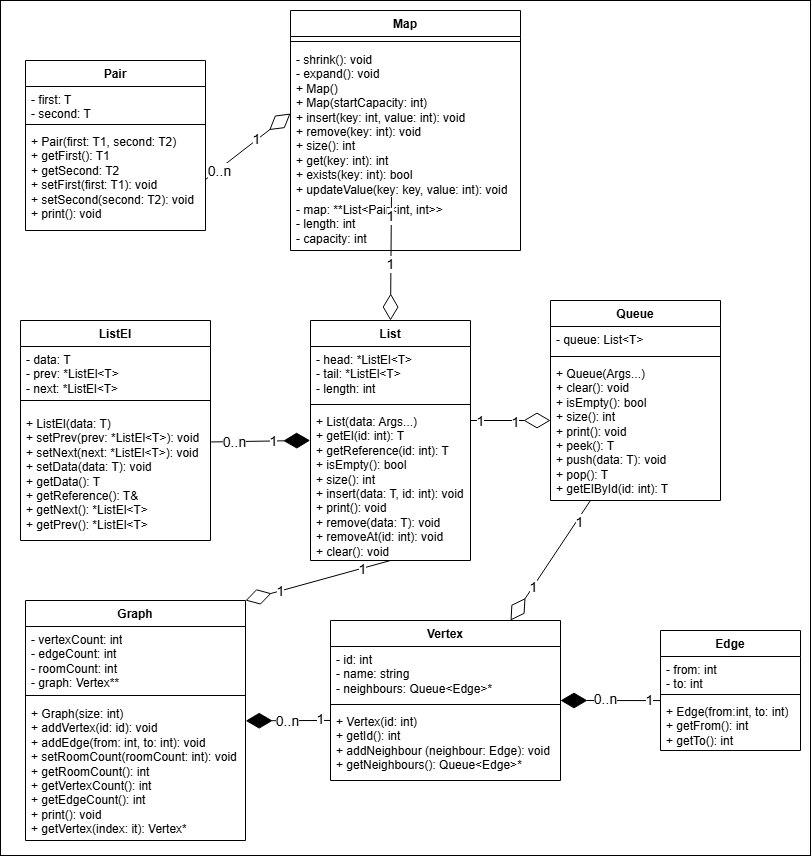 Map
- shrink(): void
- expand(): void
+ Map()
+ Map(startCapacity: int)
+ insert(key: int, value: int): void
+ remove(key: int): void
+ size(): int
+ get(key: int): int
+ exists(key: int): bool
+ updateValue(key: key, value: int): void
- map: **List<Pair<int, int>>
- length: int
- capacity: int
Pair
- first: T
- second: T
+ Pair(first: T1, second: T2)
+ getFirst(): T1
+ getSecond: T2
+ setFirst(first: T1): void
+ setSecond(second: T2): void
+ print(): void
1
0..n
1
1
ListEl
- data: T
- prev: *ListEl<T>
- next: *ListEl<T>
+ ListEl(data: T)
+ setPrev(prev: *ListEl<T>): void
+ setNext(next: *ListEl<T>): void
+ setData(data: T): void
+ getData(): T
+ getReference(): T&
+ getNext(): *ListEl<T>
+ getPrev(): *ListEl<T>
0..n
1
List
- head: *ListEl<T>
- tail: *ListEl<T>
- length: int
+ List(data: Args...)
+ getEl(id: int): T
+ getReference(id: int): T
+ isEmpty(): bool
+ size(): int
+ insert(data: T, id: int): void
+ print(): void
+ remove(data: T): void
+ removeAt(id: int): void
+ clear(): void
1
1
Queue
- queue: List<T>
+ Queue(Args...)
+ clear(): void
+ isEmpty(): bool
+ size(): int
+ print(): void
+ peek(): T
+ push(data: T): void
+ pop(): T
+ getElById(id: int): T
1
1
1
1
Graph
- vertexCount: int
- edgeCount: int
- roomCount: int
- graph: Vertex**
+ Graph(size: int)
+ addVertex(id: id): void
+ addEdge(from: int, to: int): void
+ setRoomCount(roomCount: int): void
+ getRoomCount(): int
+ getVertexCount(): int
+ getEdgeCount(): int
+ print(): void
+ getVertex(index: it): Vertex*
0..n
1
Vertex
- id: int
- name: string
- neighbours: Queue<Edge>*
+ Vertex(id: int)
+ getId(): int
+ addNeighbour (neighbour: Edge): void
+ getNeighbours(): Queue<Edge>*
0..n
1
Edge
- from: int
- to: int
+ Edge(from:int, to: int)
+ getFrom(): int
+ getTo(): int